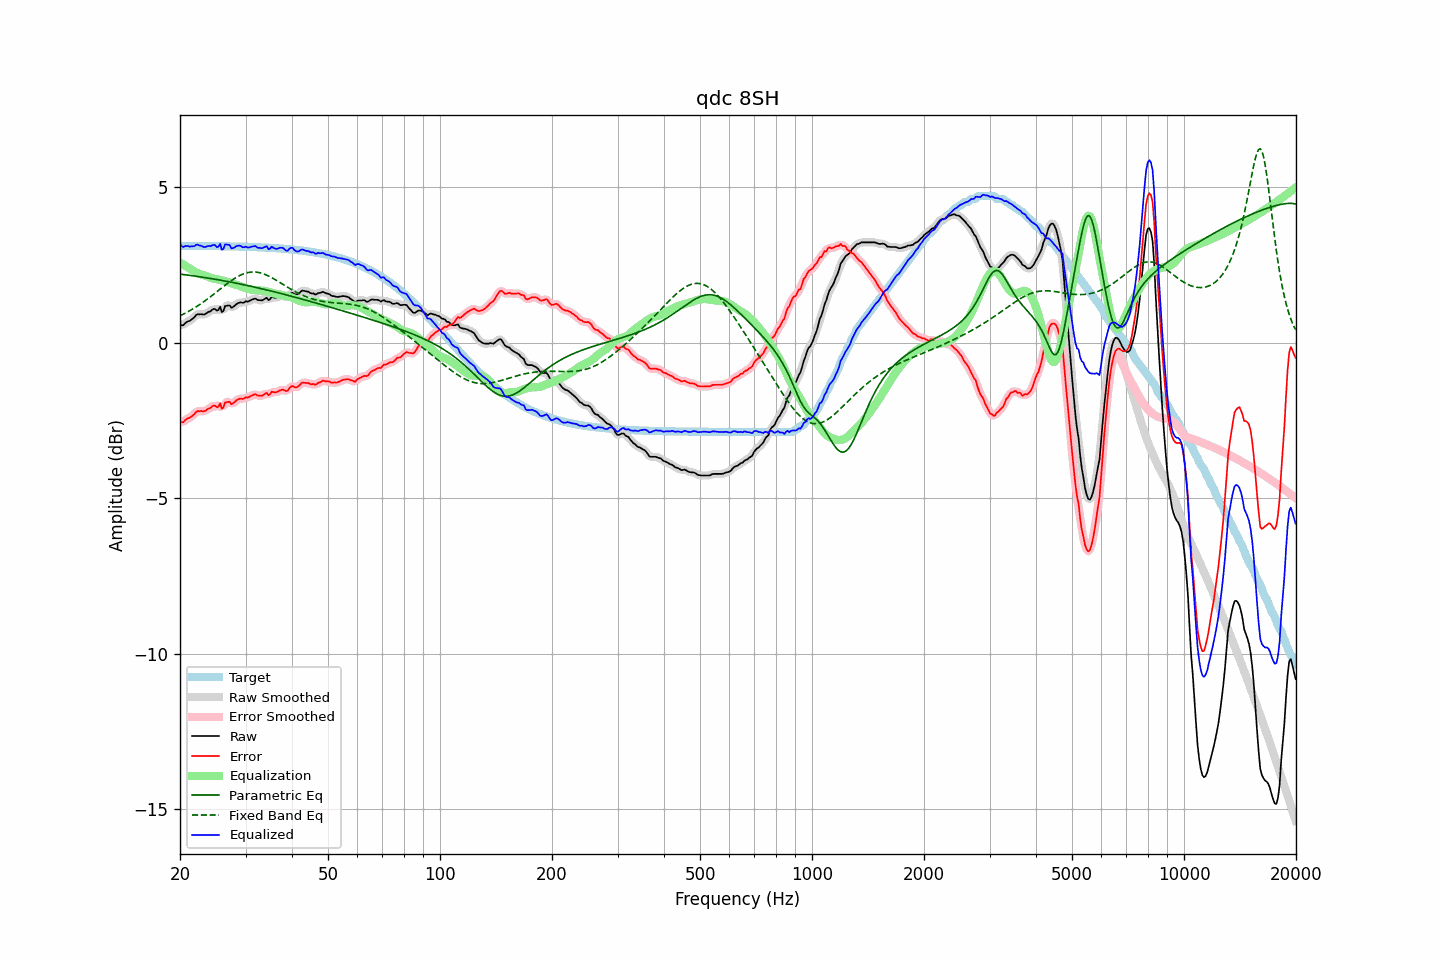 qdc 8SH
Amplitude (dBr)
5
0
−5
−10
−15
Target
Raw Smoothed
Error Smoothed
Raw
Error
Equalization
Parametric Eq
Fixed Band Eq
Equalized
20 50 100 200 500 1000 2000 5000 10000 20000
Frequency (Hz)